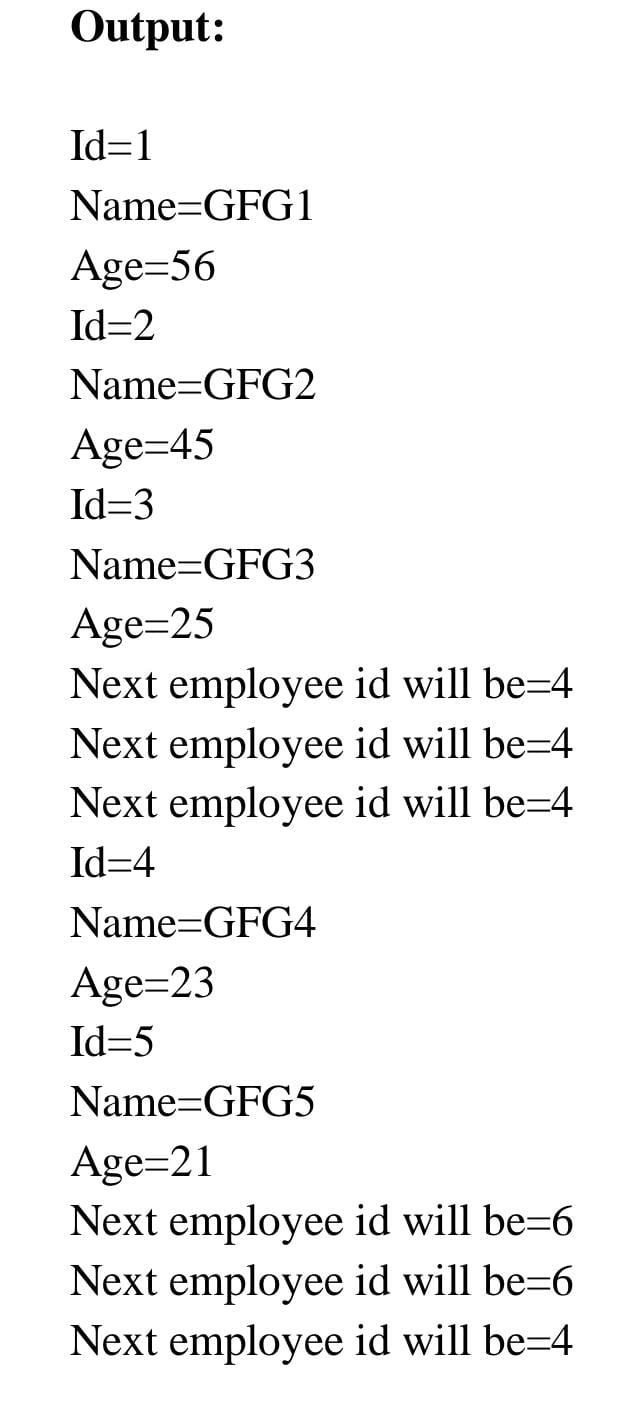 Output:
Id=1
Name=GFG1
Age=56
Id=2
Name=GFG2
Age=45
Id=3
Name=GFG3
Age=25
Next employee id will be=4
Next employee id will be=4
Next employee id will be=4
Id=4
Name=GFG4
Age=23
Id=5
Name=GFG5
Age=21
Next employee id will be=6
Next employee id will be=6
Next employee id will be=4